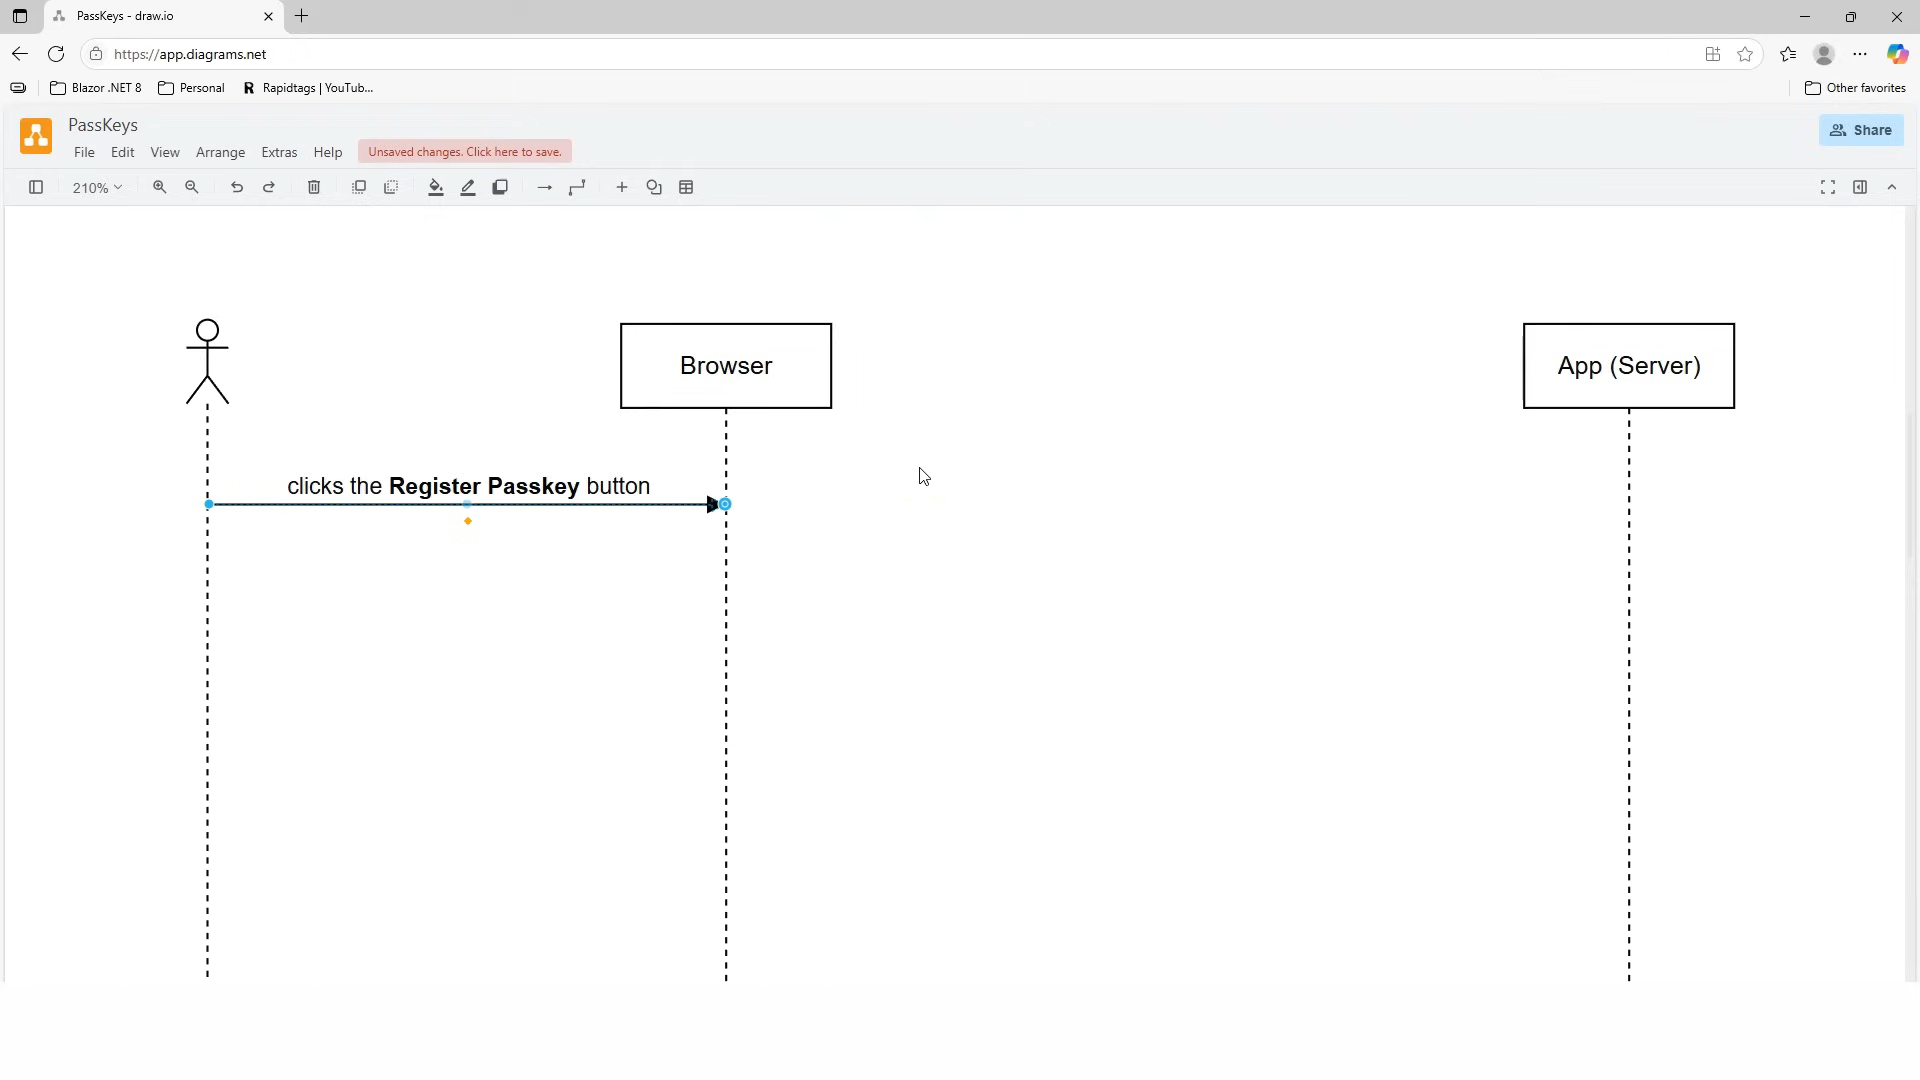 PassKeys - draw.io
https://app.diagrams.net
Blazor .NET 8
Personal
Rapidtags | YouTub...
Other favorites
PassKeys
File Edit View Arrange Extras Help
Unsaved changes. Click here to save.
Share
210%
Browser
App (Server)
clicks the Register Passkey button